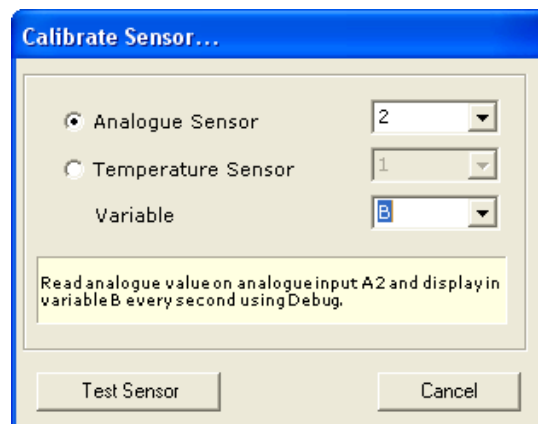 Calibrate Sensor...
Analogue Sensor 2
Temperature Sensor 1
Variable B
Read analogue value on analogue input A2 and display in
variable B every second using Debug.
Test Sensor Cancel